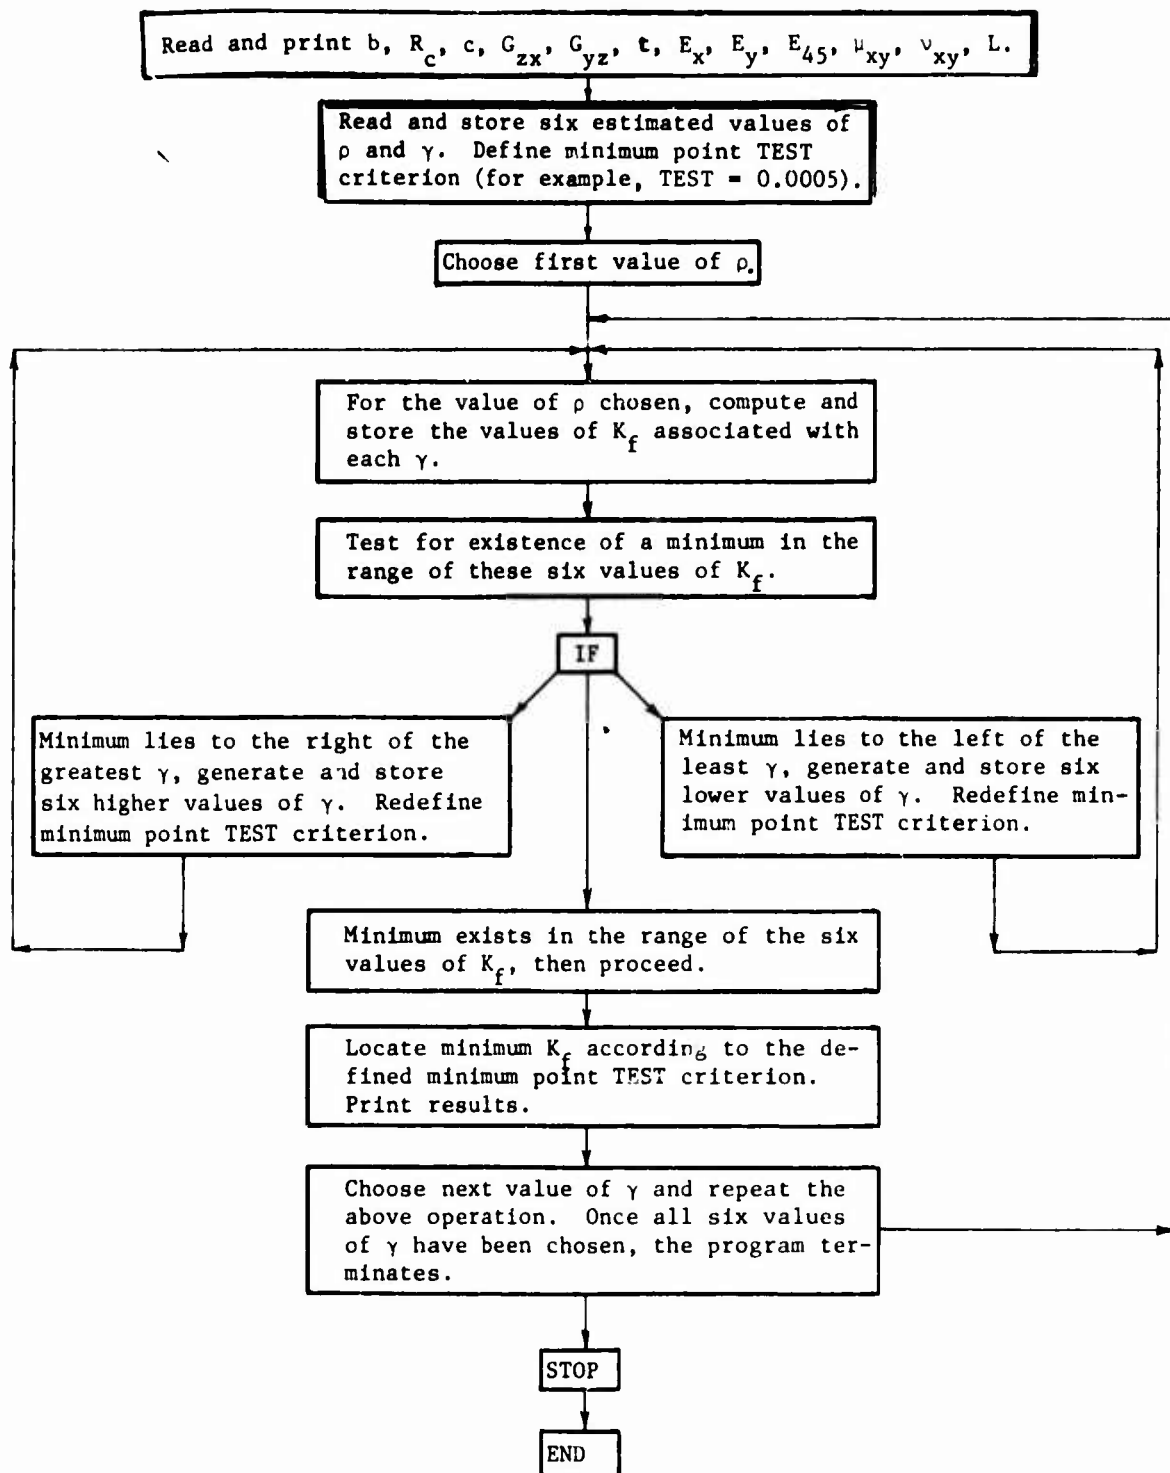 Read and print b, R_c, c, G_zx, G_yz, t, E_x, E_y, E_45, μ_xy, ν_xy, L.
Read and store six estimated values of
ρ and γ. Define minimum point TEST
criterion (for example, TEST = 0.0005).
Choose first value of ρ.
For the value of ρ chosen, compute and
store the values of K_f associated with
each γ.
Test for existence of a minimum in the
range of these six values of K_f.
IF
Minimum lies to the right of the
greatest γ, generate and store
six higher values of γ. Redefine
minimum point TEST criterion.
Minimum lies to the left of the
least γ, generate and store six
lower values of γ. Redefine min-
imum point TEST criterion.
Minimum exists in the range of the six
values of K_f, then proceed.
Locate minimum K_f according to the de-
fined minimum point TEST criterion.
Print results.
Choose next value of γ and repeat the
above operation. Once all six values
of γ have been chosen, the program ter-
minates.
STOP
END